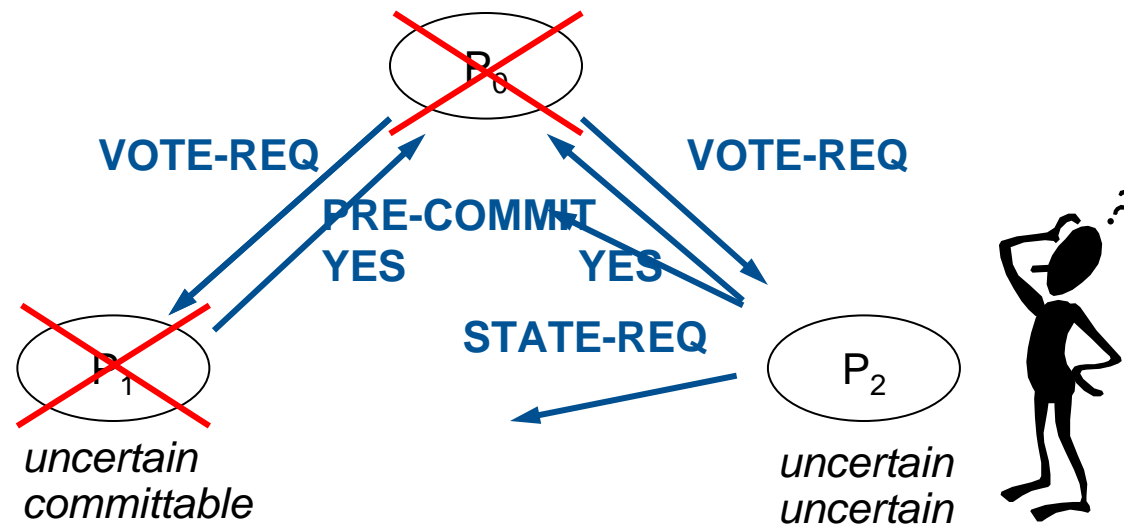 P0
VOTE-REQ
VOTE-REQ
PRE-COMMIT
YES
YES
STATE-REQ
P1
P2
uncertain
committable
uncertain
uncertain
? ?